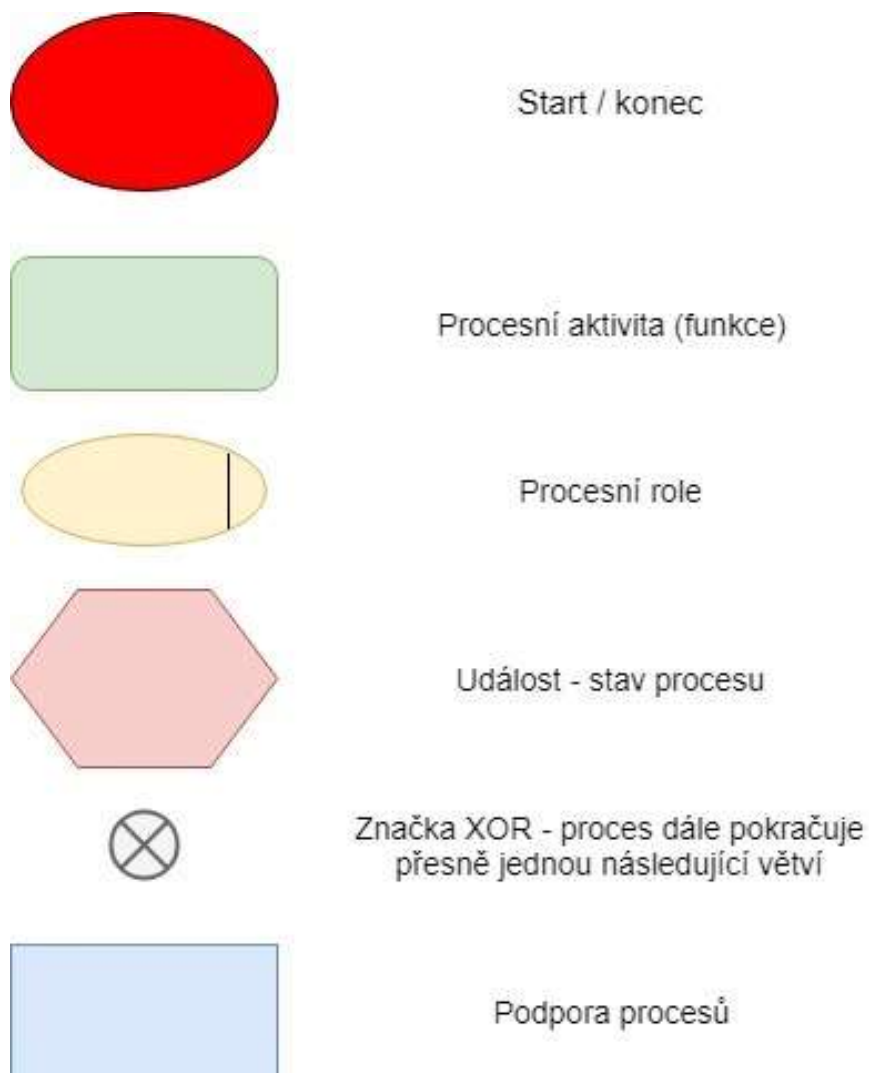 Start / konec
Procesní aktivita (funkce)
Procesní role
Událost - stav procesu
Značka XOR - proces dále pokračuje
přesně jednou následující větví
Podpora procesů